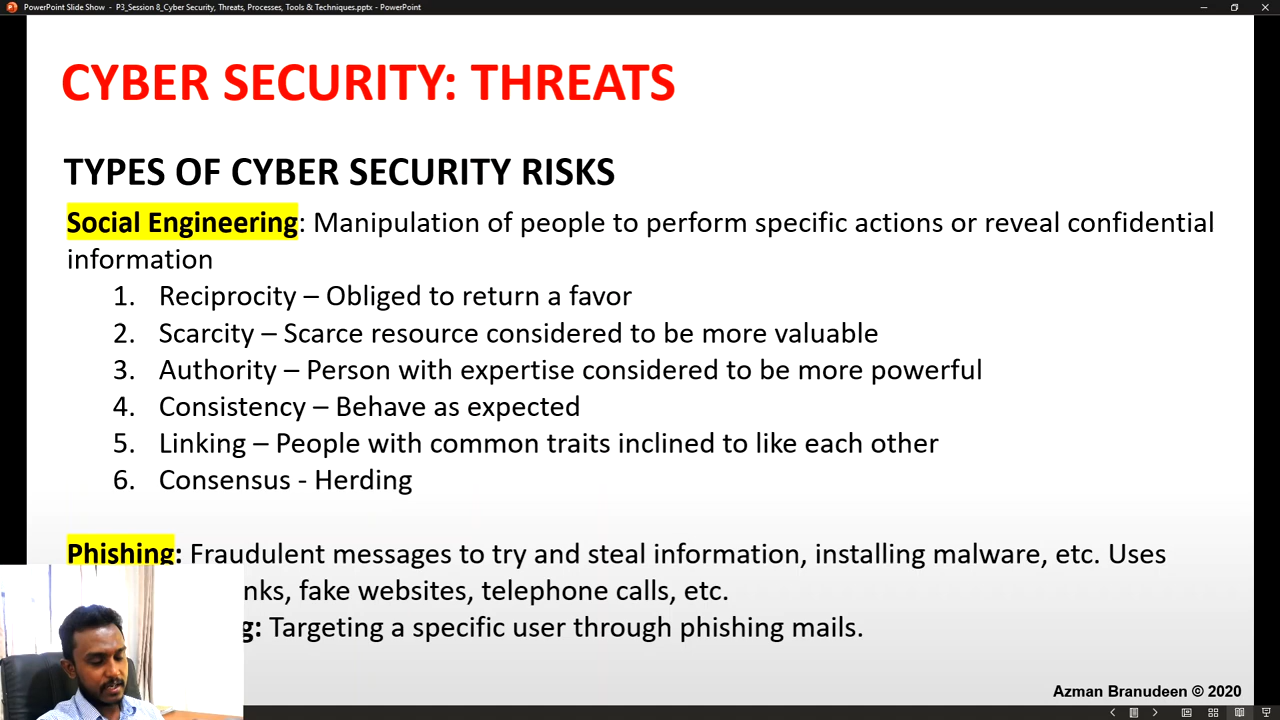 PowerPoint Slide Show - P3_Session 8_Cyber Security, Threats, Processes, Tools & Techniques.pptx - PowerPoint
CYBER SECURITY: THREATS
TYPES OF CYBER SECURITY RISKS
Social Engineering: Manipulation of people to perform specific actions or reveal confidential
information
1. Reciprocity – Obliged to return a favor
2. Scarcity – Scarce resource considered to be more valuable
3. Authority – Person with expertise considered to be more powerful
4. Consistency – Behave as expected
5. Linking – People with common traits inclined to like each other
6. Consensus - Herding
Phishing: Fraudulent messages to try and steal information, installing malware, etc. Uses
fake websites, telephone calls, etc.
Targeting a specific user through phishing mails.
Azman Branudeen © 2020